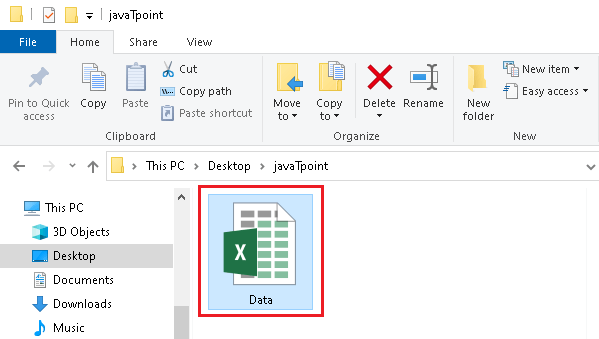 javaTpoint
File Home Share View
Pin to Quick access
Copy
Paste
Cut
Copy path
Paste shortcut
Move to
Copy to
Delete
Rename
New folder
New item
Easy access
Clipboard Organize New
This PC Desktop javaTpoint
This PC
3D Objects
Desktop
Documents
Downloads
Music
X
Data